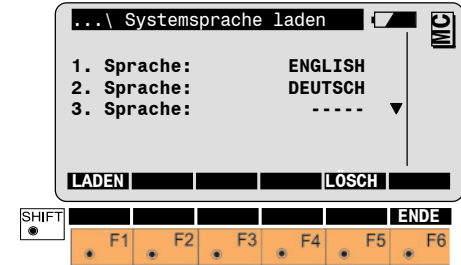 ...\ Systemsprache laden
MC
1. Sprache: ENGLISH
2. Sprache: DEUTSCH
3. Sprache: -----
LADEN LOSCH
SHIFT ENDE
F1 F2 F3 F4 F5 F6